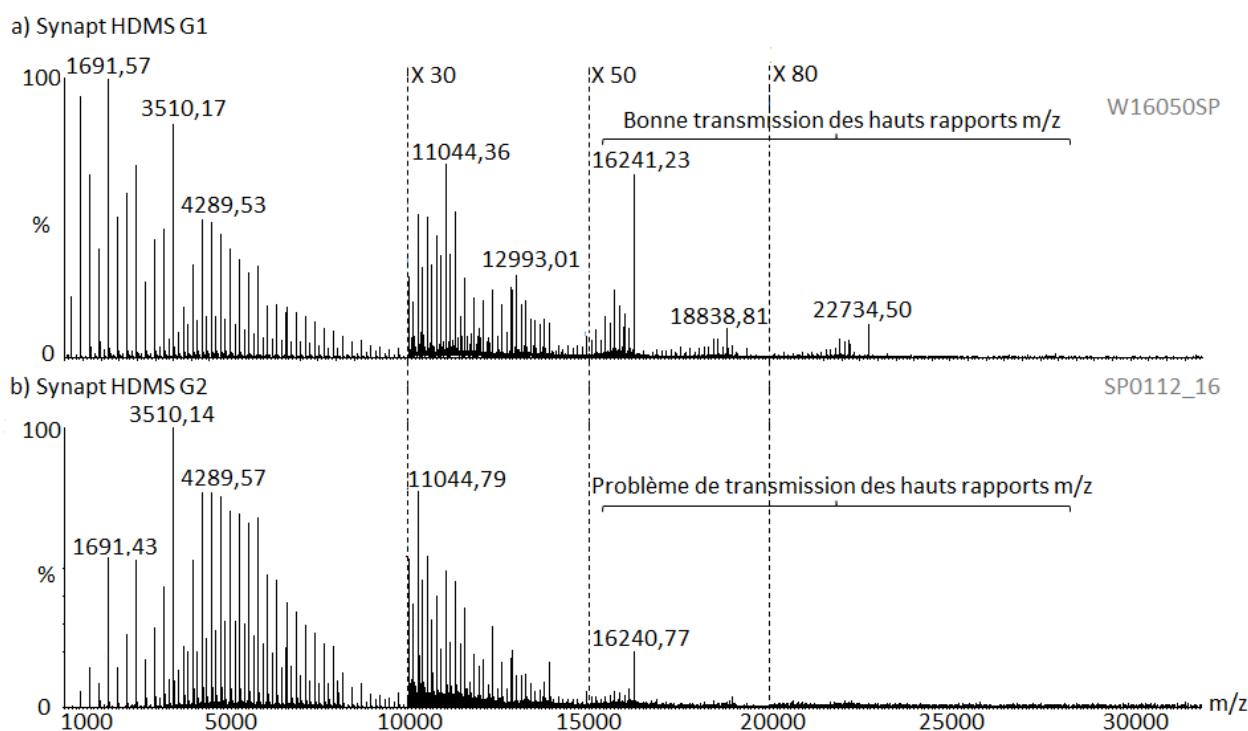 a) Synapt HDMS G1
1691,57
100
X 30
X 50
X 80
W16050SP
3510,17
Bonne transmission des hauts rapports m/z
11044,36
16241,23
4289,53
%
12993,01
18838,81
22734,50
0
b) Synapt HDMS G2
SP0112_16
3510,14
100
4289,57
11044,79
Problème de transmission des hauts rapports m/z
1691,43
%
16240,77
0
1000 5000 10000 15000 20000 25000 30000 m/z